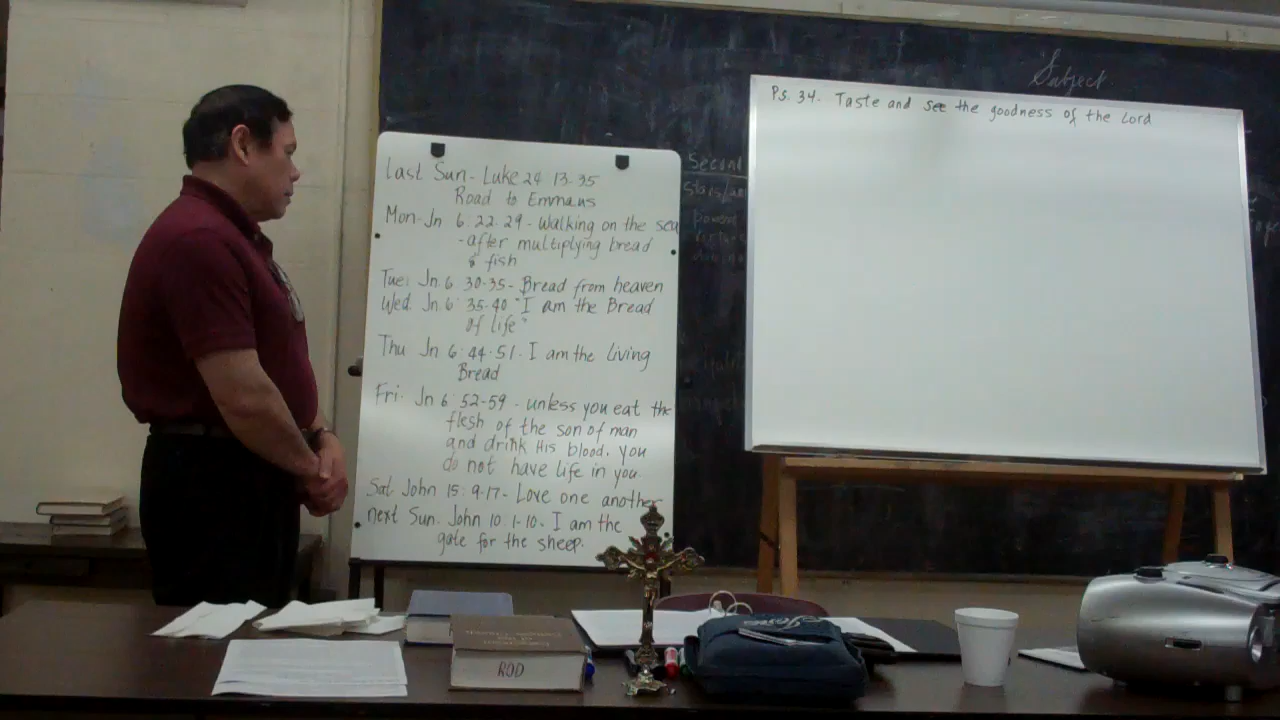 Last Sun - Luke 24 13-35
Road to Emmaus
Mon - Jn 6:22-29 - Walking on the sea
- after multiplying bread
& fish
Tue: Jn. 6 30-35 - Bread from heaven
Wed. Jn. 6: 35-40 "I am the Bread
of life"
Thu Jn 6:44-51. I am the living
Bread
Fri. Jn 6: 52-59 - unless you eat the
flesh of the son of man
and drink His blood, you
do not have life in you.
Sat John 15: 9-17 - Love one another
next Sun. John 10:1-10 - I am the
gate for the sheep.
Subject
Ps. 34. Taste and see the goodness of the Lord
Second
ROD